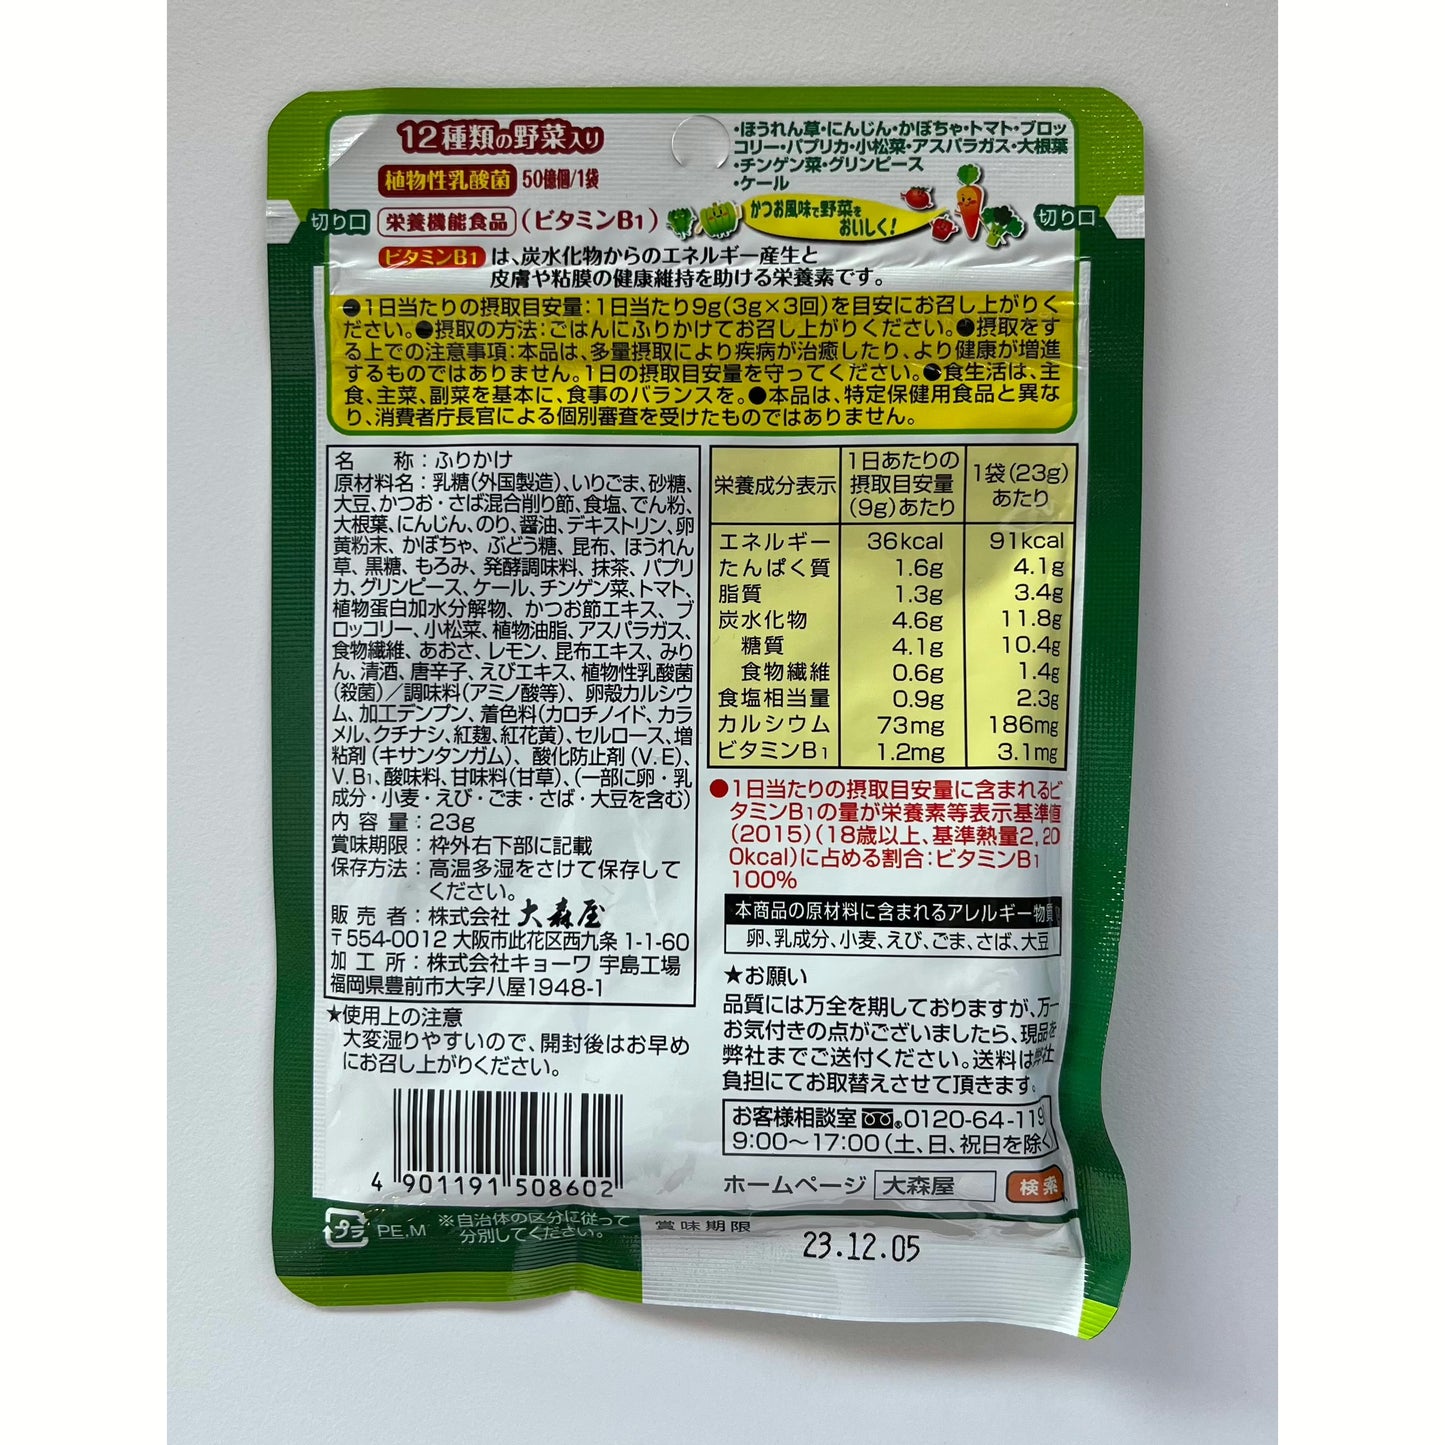 12種類の野菜入り
・ほうれん草・にんじん・かぼちゃ・トマト・ブロッ
コリー・パプリカ・小松菜・アスパラガス・大根葉
・チンゲン菜・グリンピース
・ケール
植物性乳酸菌 50億個/1袋
切り口
栄養機能食品(ビタミンB1)
かつお風味で野菜を
おいしく!
切り口
ビタミンB1 は、炭水化物からのエネルギー産生と
皮膚や粘膜の健康維持を助ける栄養素です。
●1日当たりの摂取目安量:1日当たり9g(3g×3回)を目安にお召し上がりく
ださい。●摂取の方法:ごはんにふりかけてお召し上がりください。●摂取をす
る上での注意事項:本品は、多量摂取により疾病が治癒したり、より健康が増進
するものではありません。1日の摂取目安量を守ってください。●食生活は、主
食、主菜、副菜を基本に、食事のバランスを。●本品は、特定保健用食品と異な
り、消費者庁長官による個別審査を受けたものではありません。
名 称:ふりかけ
原材料名:乳糖(外国製造)、いりごま、砂糖、
大豆、かつお・さば混合削り節、食塩、でん粉、
大根葉、にんじん、のり、醤油、デキストリン、卵
黄粉末、かぼちゃ、ぶどう糖、昆布、ほうれん
草、黒糖、もろみ、発酵調味料、抹茶、パプリ
カ、グリンピース、ケール、チンゲン菜、トマト、
植物蛋白加水分解物、かつお節エキス、ブ
ロッコリー、小松菜、植物油脂、アスパラガス、
食物繊維、あおさ、レモン、昆布エキス、みり
ん、清酒、唐辛子、えびエキス、植物性乳酸菌
(殺菌)/調味料(アミノ酸等)、卵殻カルシウ
ム、加工デンプン、着色料(カロチノイド、カラ
メル、クチナシ、紅麹、紅花黄)、セルロース、増
粘剤(キサンタンガム)、酸化防止剤(V.E)、
V.B1、酸味料、甘味料(甘草)、(一部に卵・乳
成分・小麦・えび・ごま・さば・大豆を含む)
内容量:23g
賞味期限:枠外右下部に記載
保存方法:高温多湿をさけて保存して
ください。
販売者:株式会社 大森屋
〒554-0012 大阪市此花区西九条 1-1-60
加工所:株式会社キョーワ 宇島工場
福岡県豊前市大字八屋1948-1
★使用上の注意
大変湿りやすいので、開封後はお早め
にお召し上がりください。
4 901191 508602
プラ PE,M ※自治体の区分に従って
分別してください。
栄養成分表示 1日あたりの摂取目安量(9g)あたり 1袋(23g)あたり
エネルギー 36kcal 91kcal
たんぱく質 1.6g 4.1g
脂質 1.3g 3.4g
炭水化物 4.6g 11.8g
糖質 4.1g 10.4g
食物繊維 0.6g 1.4g
食塩相当量 0.9g 2.3g
カルシウム 73mg 186mg
ビタミンB1 1.2mg 3.1mg
●1日当たりの摂取目安量に含まれるビ
タミンB1の量が栄養素等表示基準値
(2015)(18歳以上、基準熱量2,20
0kcal)に占める割合:ビタミンB1
100%
本商品の原材料に含まれるアレルギー物質
卵、乳成分、小麦、えび、ごま、さば、大豆
★お願い
品質には万全を期しておりますが、万一
お気付きの点がございましたら、現品を
弊社までご送付ください。送料は弊社
負担にてお取替えさせて頂きます。
お客様相談室 0120-64-119
9:00〜17:00(土、日、祝日を除く)
ホームページ 大森屋 検索
賞味期限
23.12.05